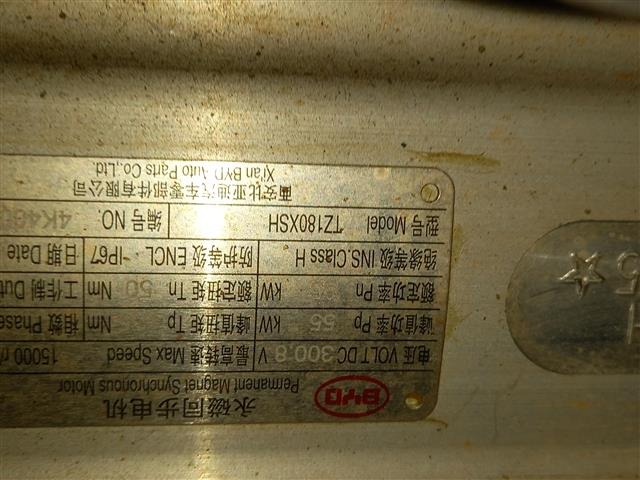 BYD 永磁同步电机
Permanent Magnet Synchronous Motor
电压 VOLT DC 300.8 V 最高转速 Max Speed 15000 r
峰值功率 Pp 55 kW 峰值扭矩 Tp Nm 相数 Phase
额定功率 Pn kW 额定扭矩 Tn 50 Nm 工作制 Dut
绝缘等级 INS.Class H 防护等级 ENCL. IP67 日期 Date
型号 Model TZ180XSH 编号 NO. 4K46
西安比亚迪汽车零部件有限公司
Xi'an BYD Auto Parts Co.,Ltd.